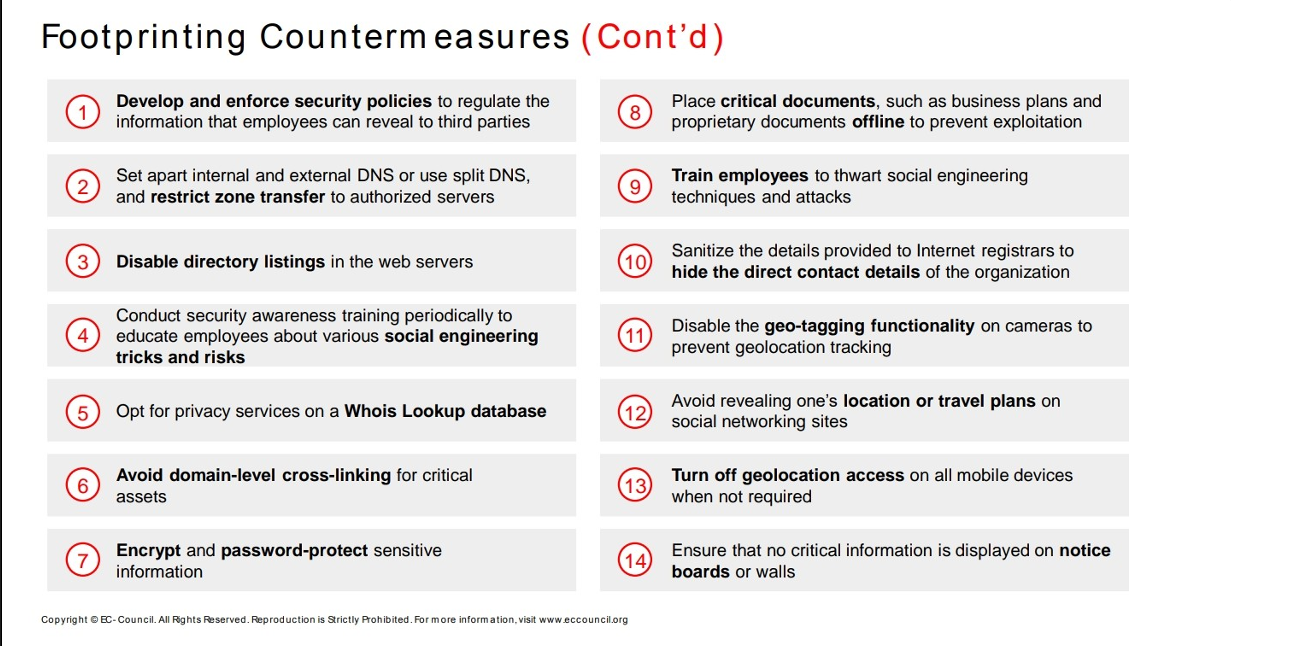 Footprinting Countermeasures (Cont'd)
1
Develop and enforce security policies to regulate the
information that employees can reveal to third parties
2
Set apart internal and external DNS or use split DNS,
and restrict zone transfer to authorized servers
3
Disable directory listings in the web servers
4
Conduct security awareness training periodically to
educate employees about various social engineering
tricks and risks
5
Opt for privacy services on a Whois Lookup database
6
Avoid domain-level cross-linking for critical
assets
7
Encrypt and password-protect sensitive
information
8
Place critical documents, such as business plans and
proprietary documents offline to prevent exploitation
9
Train employees to thwart social engineering
techniques and attacks
10
Sanitize the details provided to Internet registrars to
hide the direct contact details of the organization
11
Disable the geo-tagging functionality on cameras to
prevent geolocation tracking
12
Avoid revealing one's location or travel plans on
social networking sites
13
Turn off geolocation access on all mobile devices
when not required
14
Ensure that no critical information is displayed on notice
boards or walls
Copyright © EC-Council. All Rights Reserved. Reproduction is Strictly Prohibited. For more information, visit www.eccouncil.org